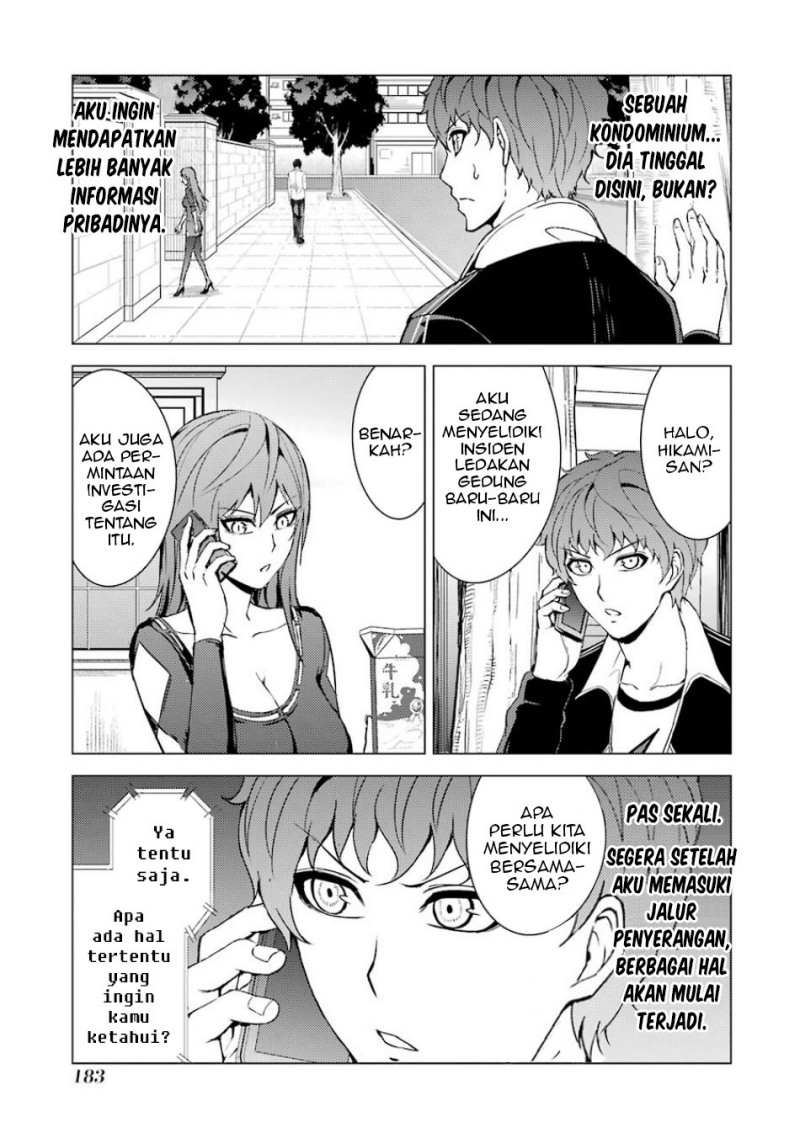 SEBUAH
KONDOMINIUM...
DIA TINGGAL
DISINI, BUKAN?
AKU INGIN
MENDAPATKAN
LEBIH BANYAK
INFORMASI
PRIBADINYA.
HALO,
HIKAMI-
SAN?
AKU
SEDANG
MENYELIDIKI
INSIDEN
LEDAKAN
GEDUNG
BARU-BARU
INI...
BENAR-
KAH?
AKU JUGA
ADA PER-
MINTAAN
INVESTI-
GASI
TENTANG
ITU.
牛乳
PAS SEKALI.
SEGERA SETELAH
AKU MEMASUKI
JALUR
PENYERANGAN,
BERBAGAI HAL
AKAN MULAI
TERJADI.
APA
PERLU KITA
MENYELIDIKI
BERSAMA-
SAMA?
Ya
tentu
saja.
Apa
ada hal
tertentu
yang
ingin
kamu
ketahui?
183